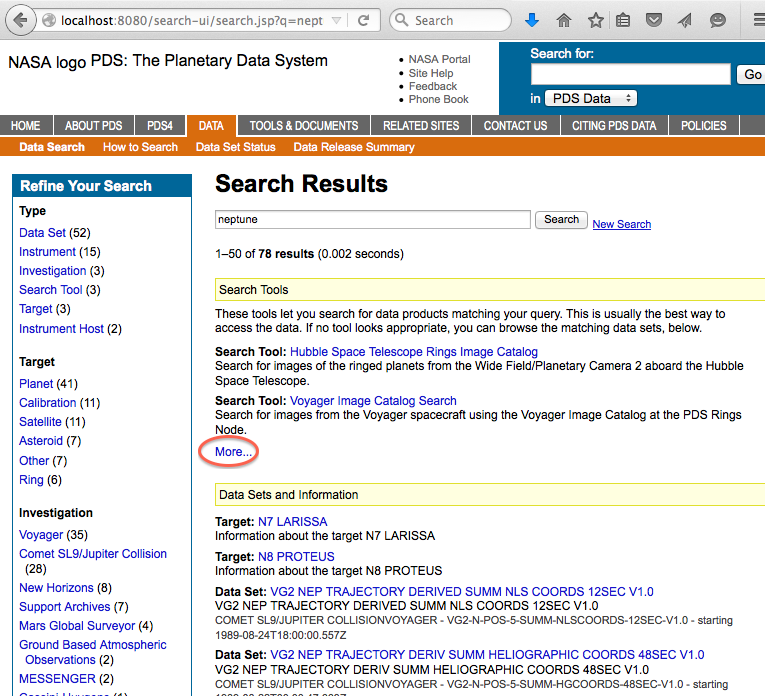 localhost:8080/search-ui/search.jsp?q=nept
Search
NASA logo PDS: The Planetary Data System
NASA Portal
Site Help
Feedback
Phone Book
Search for:
Go
in PDS Data
HOME ABOUT PDS PDS4 DATA TOOLS & DOCUMENTS RELATED SITES CONTACT US CITING PDS DATA POLICIES
Data Search How to Search Data Set Status Data Release Summary
Refine Your Search
Type
Data Set (52)
Instrument (15)
Investigation (3)
Search Tool (3)
Target (3)
Instrument Host (2)
Target
Planet (41)
Calibration (11)
Satellite (11)
Asteroid (7)
Other (7)
Ring (6)
Investigation
Voyager (35)
Comet SL9/Jupiter Collision
(28)
New Horizons (8)
Support Archives (7)
Mars Global Surveyor (4)
Ground Based Atmospheric
Observations (2)
MESSENGER (2)
Search Results
neptune
Search
New Search
1–50 of 78 results (0.002 seconds)
Search Tools
These tools let you search for data products matching your query. This is usually the best way to
access the data. If no tool looks appropriate, you can browse the matching data sets, below.
Search Tool: Hubble Space Telescope Rings Image Catalog
Search for images of the ringed planets from the Wide Field/Planetary Camera 2 aboard the Hubble
Space Telescope.
Search Tool: Voyager Image Catalog Search
Search for images from the Voyager spacecraft using the Voyager Image Catalog at the PDS Rings
Node.
More...
Data Sets and Information
Target: N7 LARISSA
Information about the target N7 LARISSA
Target: N8 PROTEUS
Information about the target N8 PROTEUS
Data Set: VG2 NEP TRAJECTORY DERIVED SUMM NLS COORDS 12SEC V1.0
VG2 NEP TRAJECTORY DERIVED SUMM NLS COORDS 12SEC V1.0
COMET SL9/JUPITER COLLISIONVOYAGER - VG2-N-POS-5-SUMM-NLSCOORDS-12SEC-V1.0 - starting
1989-08-24T18:00:00.557Z
Data Set: VG2 NEP TRAJECTORY DERIV SUMM HELIOGRAPHIC COORDS 48SEC V1.0
VG2 NEP TRAJECTORY DERIV SUMM HELIOGRAPHIC COORDS 48SEC V1.0
COMET SL9/JUPITER COLLISIONVOYAGER - VG2-N-POS-5-SUMM-HGCOORDS-48SEC-V1.0 - starting